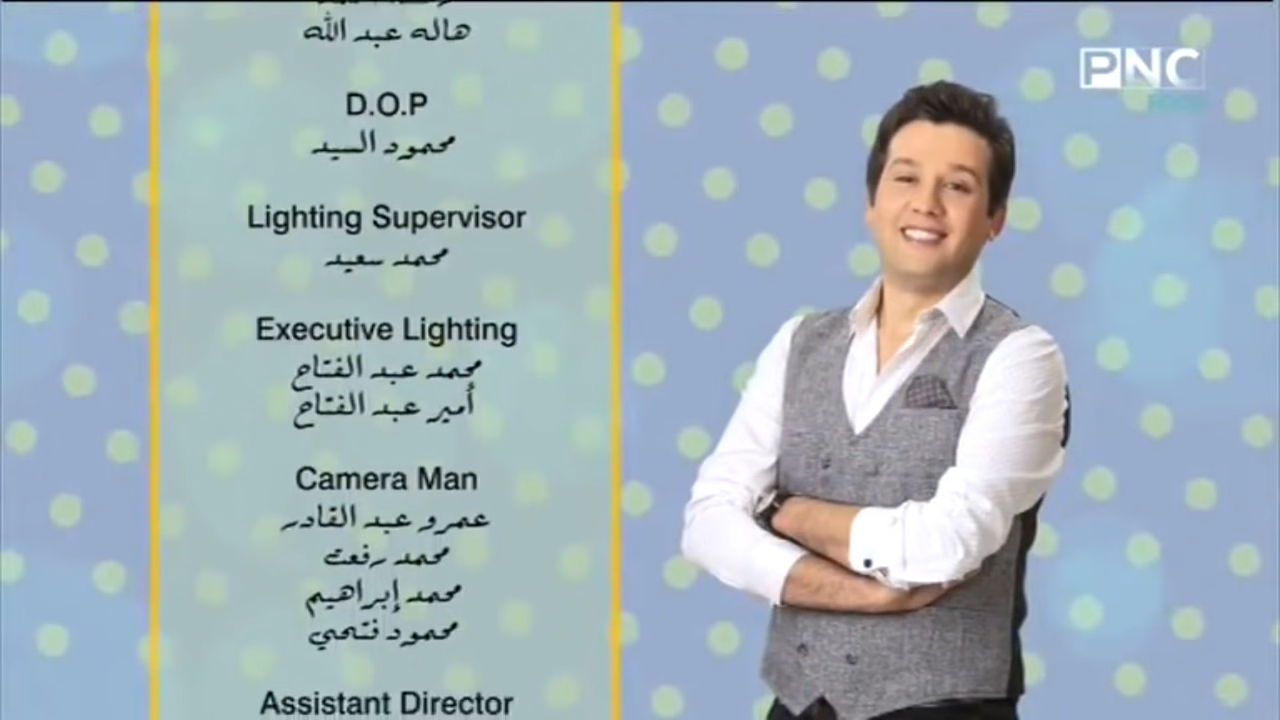 هاله عبد الله
D.O.P
محمود السيد
Lighting Supervisor
محمد سعيد
Executive Lighting
محمد عبد الفتاح
أمير عبد الفتاح
Camera Man
عمرو عبد القادر
محمد رفعت
محمد إبراهيم
محمود فتحي
Assistant Director
PNC